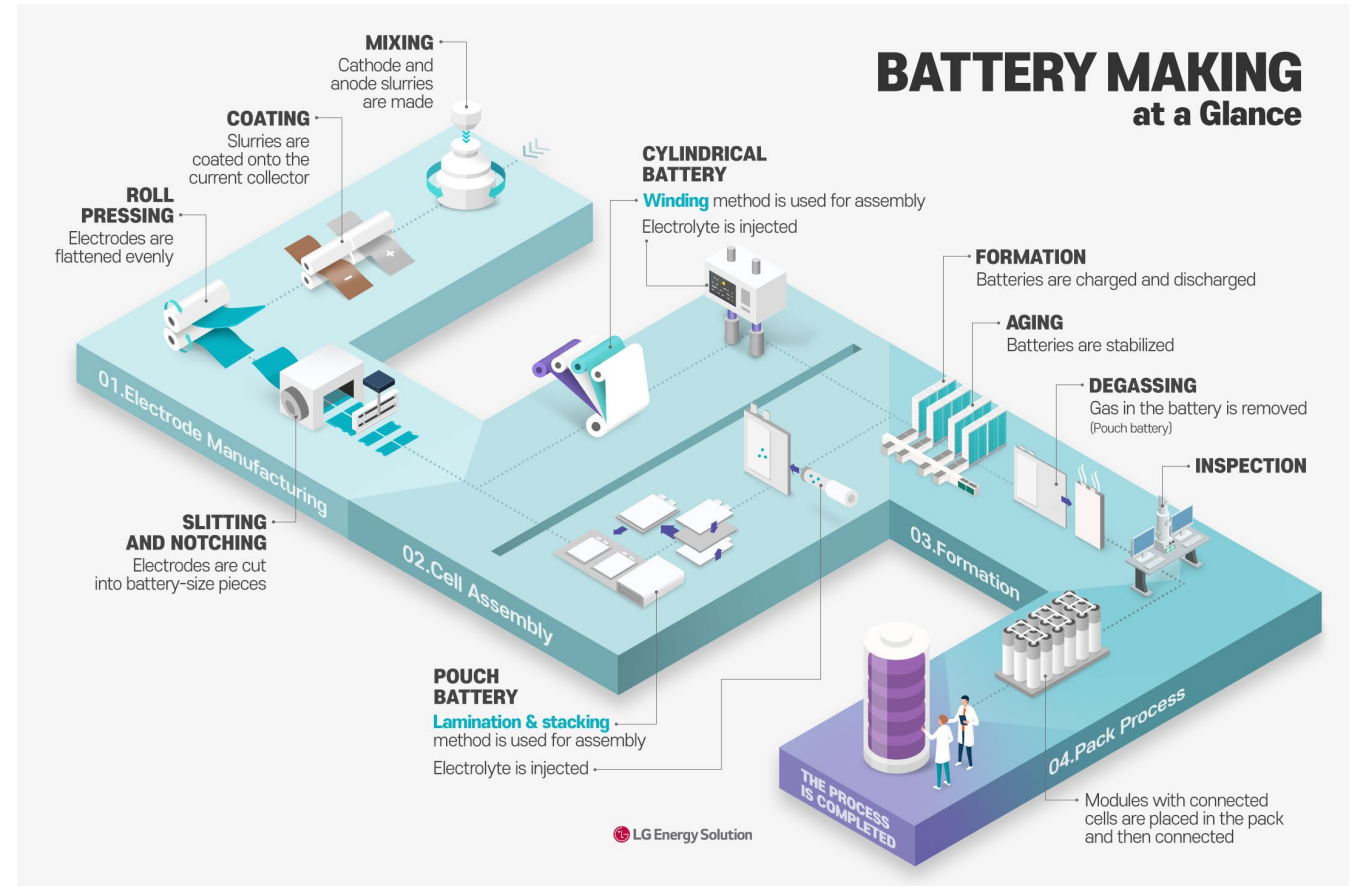 BATTERY MAKING
at a Glance
MIXING
Cathode and
anode slurries
are made
COATING
Slurries are
coated onto the
current collector
ROLL
PRESSING
Electrodes are
flattened evenly
SLITTING
AND NOTCHING
Electrodes are cut
into battery-size pieces
01.Electrode Manufacturing
CYLINDRICAL
BATTERY
Winding method is used for assembly
Electrolyte is injected
POUCH
BATTERY
Lamination & stacking
method is used for assembly
Electrolyte is injected
02.Cell Assembly
FORMATION
Batteries are charged and discharged
AGING
Batteries are stabilized
DEGASSING
Gas in the battery is removed
(Pouch battery)
INSPECTION
03.Formation
04.Pack Process
Modules with connected
cells are placed in the pack
and then connected
THE PROCESS
IS COMPLETED
LG Energy Solution